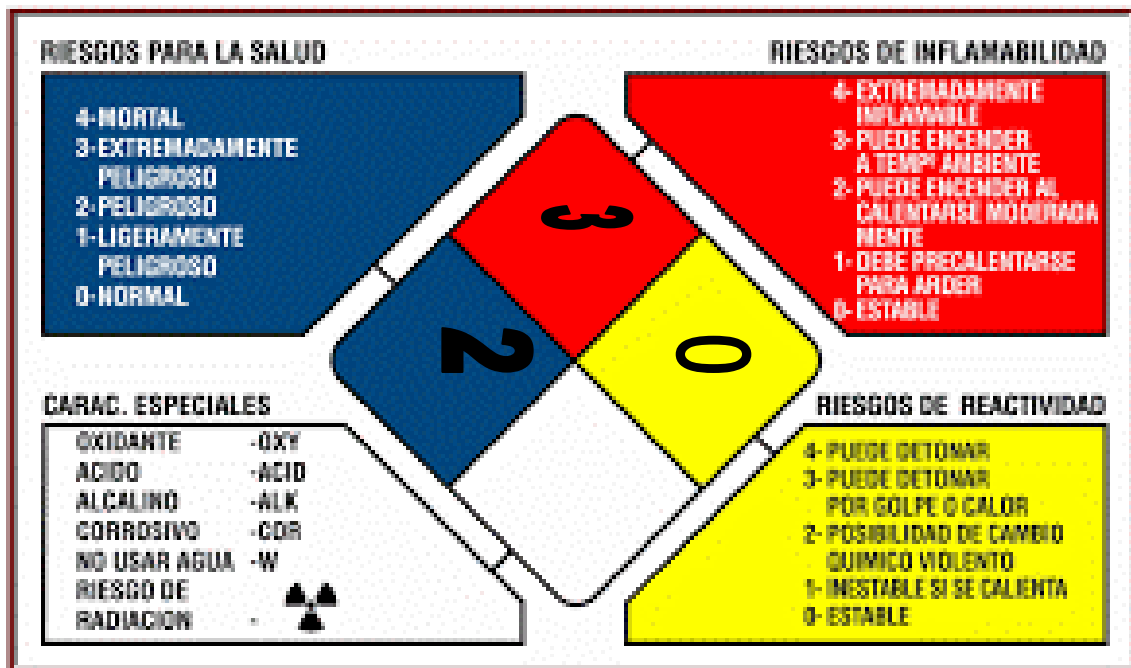 RIESGOS PARA LA SALUD
4-MORTAL
3-EXTREMADAMENTE
PELIGROSO
2-PELIGROSO
1-LIGERAMENTE
PELIGROSO
0-NORMAL
RIESGOS DE INFLAMABILIDAD
4- EXTREMADAMENTE
INFLAMABLE
3- PUEDE ENCENDER
A TEMPº AMBIENTE
2- PUEDE ENCENDER AL
CALENTARSE MODERADA
MENTE
1- DEBE PRECALENTARSE
PARA ARDER
0- ESTABLE
3
2
0
CARAC. ESPECIALES
OXIDANTE -OXY
ACIDO -ACID
ALCALINO -ALK
CORROSIVO -COR
NO USAR AGUA -W
RIESGO DE
RADIACION -
RIESGOS DE REACTIVIDAD
4- PUEDE DETONAR
3- PUEDE DETONAR
POR GOLPE O CALOR
2- POSIBILIDAD DE CAMBIO
QUIMICO VIOLENTO
1- INESTABLE SI SE CALIENTA
0- ESTABLE